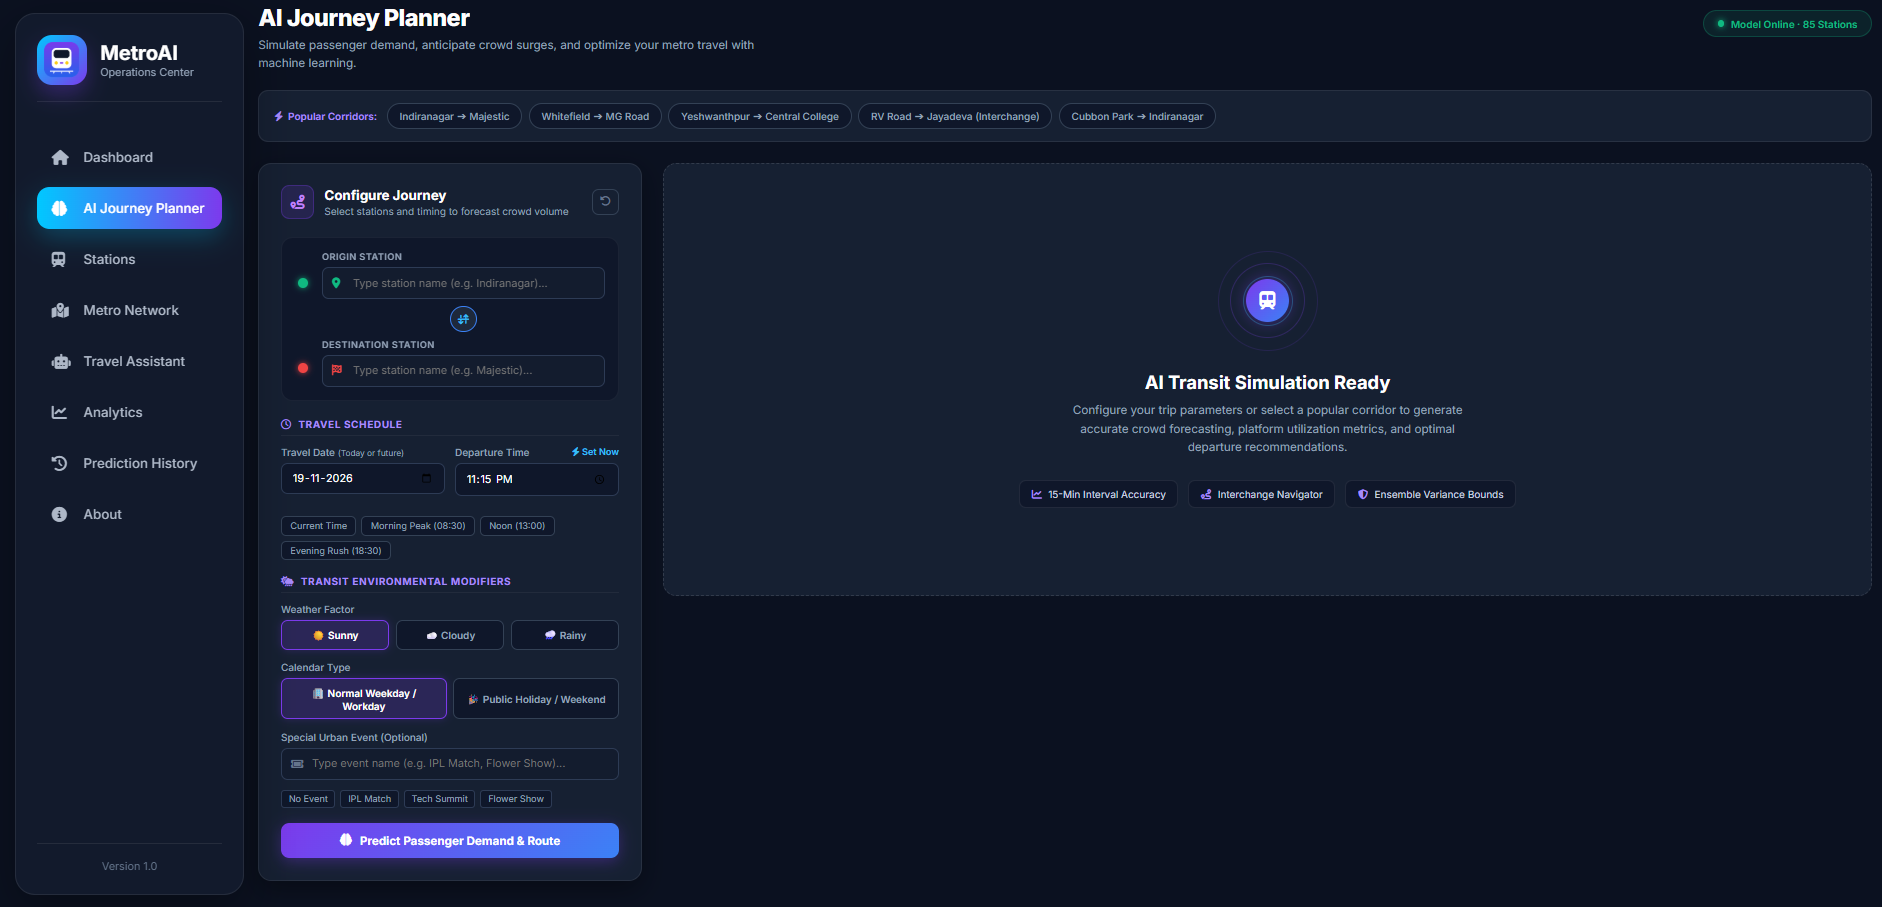 MetroAI
Operations Center
Dashboard
AI Journey Planner
Stations
Metro Network
Travel Assistant
Analytics
Prediction History
About
Version 1.0
AI Journey Planner
Simulate passenger demand, anticipate crowd surges, and optimize your metro travel with
machine learning.
Model Online · 85 Stations
Popular Corridors:
Indiranagar → Majestic
Whitefield → MG Road
Yeshwanthpur → Central College
RV Road → Jayadeva (Interchange)
Cubbon Park → Indiranagar
Configure Journey
Select stations and timing to forecast crowd volume
ORIGIN STATION
Type station name (e.g. Indiranagar)...
DESTINATION STATION
Type station name (e.g. Majestic)...
TRAVEL SCHEDULE
Travel Date (Today or future)
19-11-2026
Departure Time
Set Now
11:15 PM
Current Time
Morning Peak (08:30)
Noon (13:00)
Evening Rush (18:30)
TRANSIT ENVIRONMENTAL MODIFIERS
Weather Factor
Sunny
Cloudy
Rainy
Calendar Type
Normal Weekday /
Workday
Public Holiday / Weekend
Special Urban Event (Optional)
Type event name (e.g. IPL Match, Flower Show)...
No Event
IPL Match
Tech Summit
Flower Show
Predict Passenger Demand & Route
AI Transit Simulation Ready
Configure your trip parameters or select a popular corridor to generate
accurate crowd forecasting, platform utilization metrics, and optimal
departure recommendations.
15-Min Interval Accuracy
Interchange Navigator
Ensemble Variance Bounds